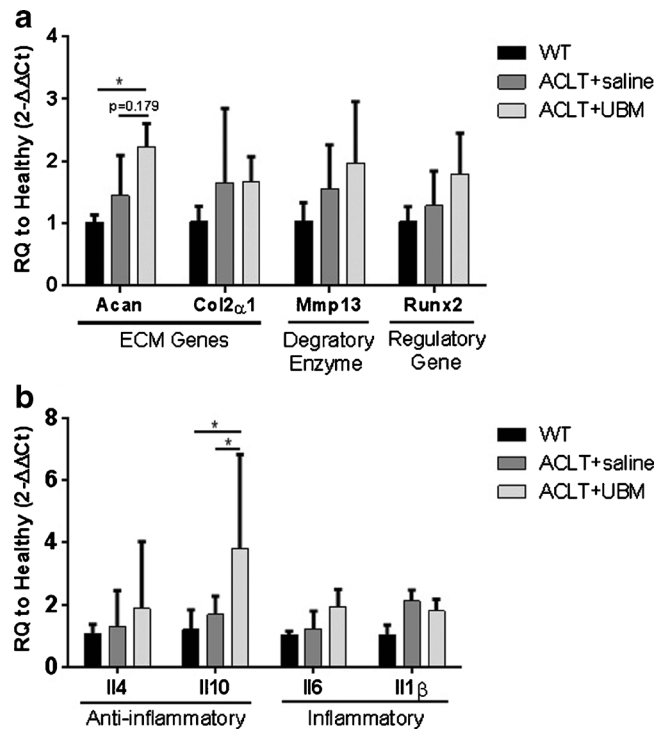 a
RQ to Healthy (2-ΔΔCt)
4
3
2
1
0
*
p=0.179
WT
ACLT+saline
ACLT+UBM
Acan Col2α1 Mmp13 Runx2
ECM Genes
Degratory
Enzyme
Regulatory
Gene
b
RQ to Healthy (2-ΔΔCt)
8
6
4
2
0
*
*
WT
ACLT+saline
ACLT+UBM
Il4 Il10 Il6 Il1β
Anti-inflammatory Inflammatory